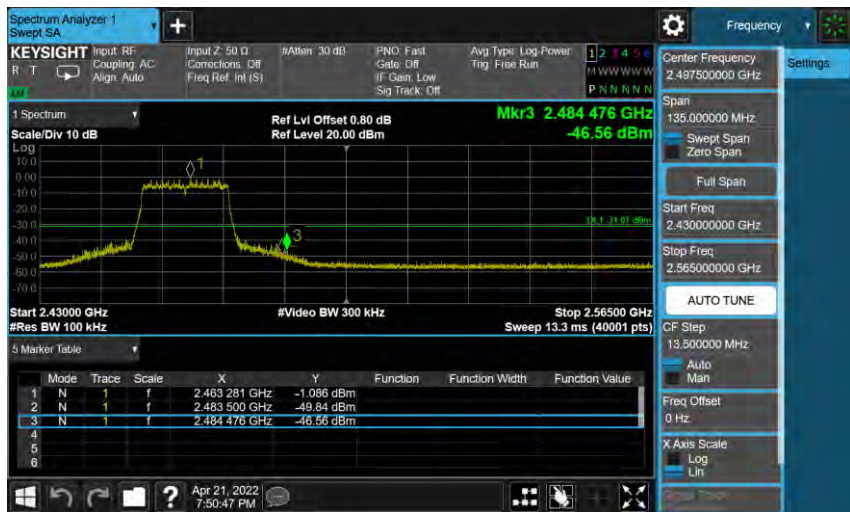 Spectrum Analyzer 1
Swept SA
+
Frequency
KEYSIGHT
R T
Input: RF
Coupling: AC
Align: Auto
Input Z: 50 Ω
Corrections: Off
Freq Ref: Int (S)
#Atten: 30 dB
PNO: Fast
Gate: Off
IF Gain: Low
Sig Track: Off
Avg Type: Log-Power
Trig: Free Run
1 2 3 4 5 6
M W W W W W
P N N N N N
1 Spectrum
Scale/Div 10 dB
Ref Lvl Offset 0.80 dB
Ref Level 20.00 dBm
Mkr3 2.484 476 GHz
-46.56 dBm
Log
10.0
0.00
-10.0
-20.0
-30.0
-40.0
-50.0
-60.0
-70.0
1
3
DL1 -31.07 dBm
Start 2.43000 GHz
#Res BW 100 kHz
#Video BW 300 kHz
Stop 2.56500 GHz
Sweep 13.3 ms (40001 pts)
5 Marker Table
Mode Trace Scale X Y Function Function Width Function Value
1 N 1 f 2.463 281 GHz -1.086 dBm
2 N 1 f 2.483 500 GHz -49.84 dBm
3 N 1 f 2.484 476 GHz -46.56 dBm
4
5
6
?
Apr 21, 2022
7:50:47 PM
Center Frequency
2.497500000 GHz
Settings
Span
135.000000 MHz
Swept Span
Zero Span
Full Span
Start Freq
2.430000000 GHz
Stop Freq
2.565000000 GHz
AUTO TUNE
CF Step
13.500000 MHz
Auto
Man
Freq Offset
0 Hz
X Axis Scale
Log
Lin